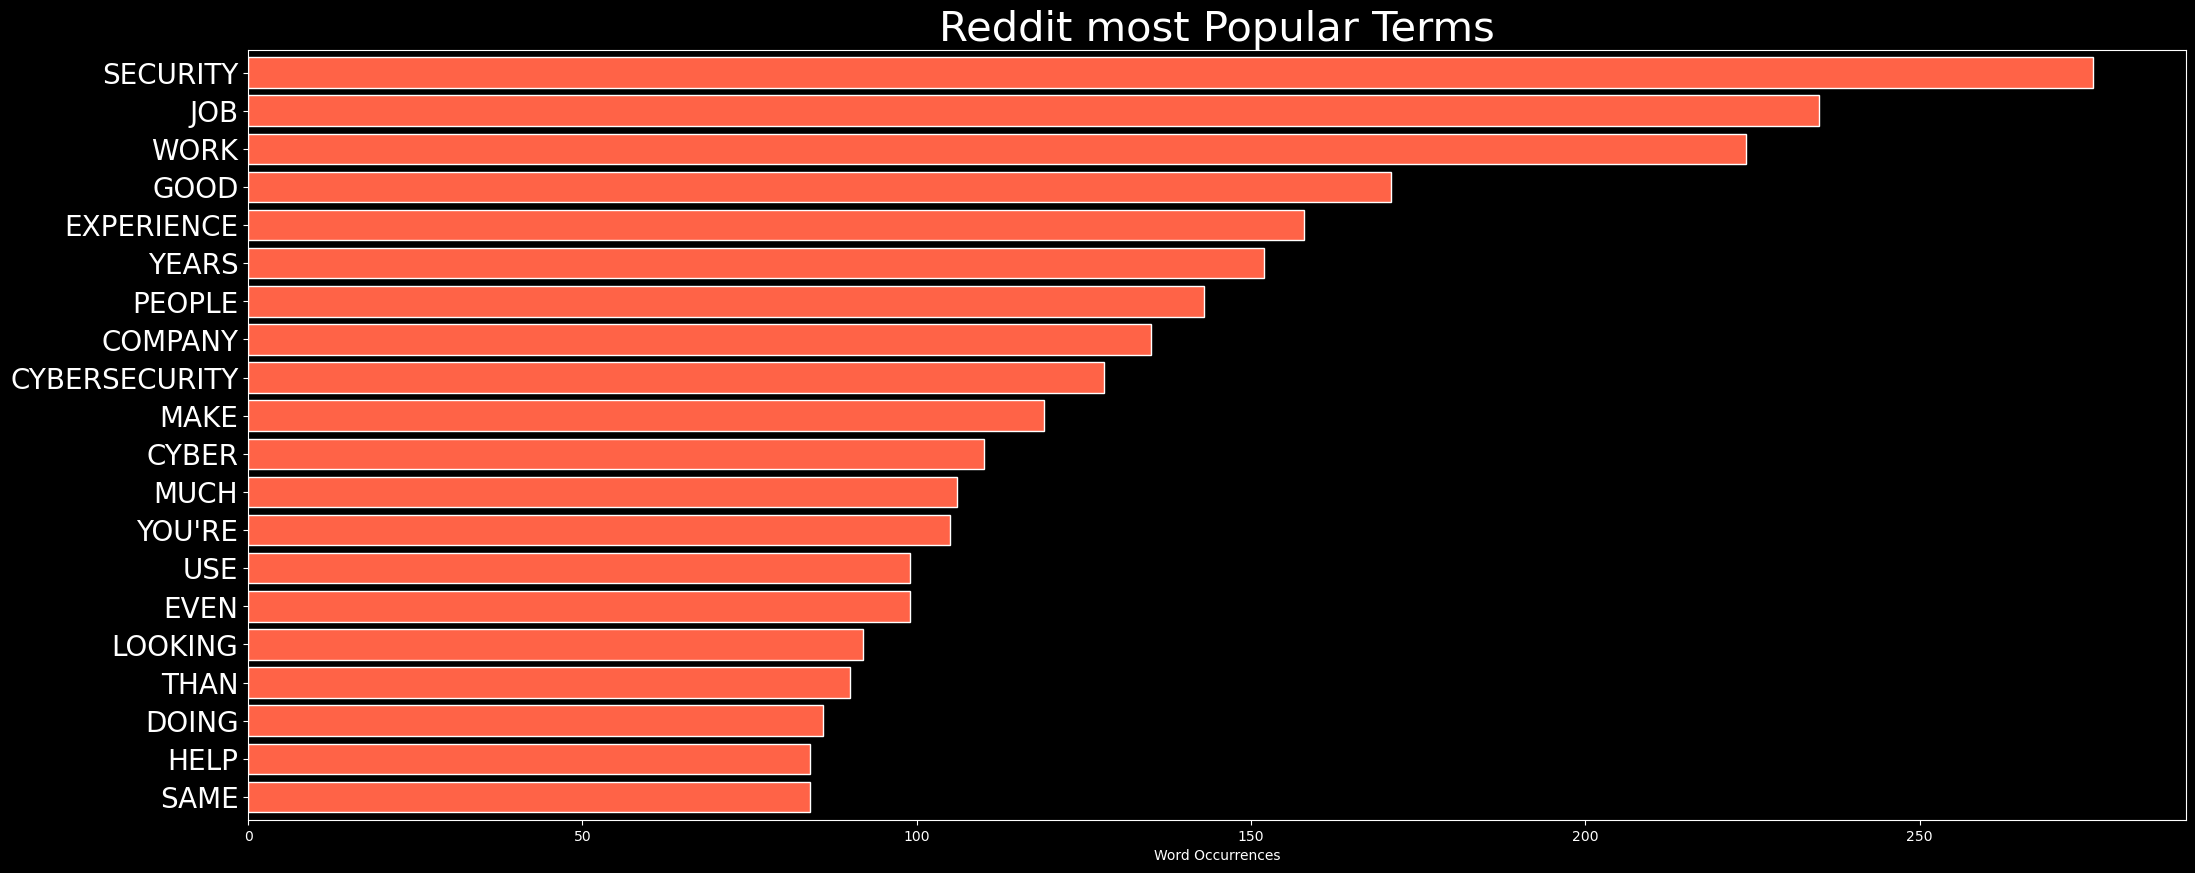 Reddit most Popular Terms
SECURITY
JOB
WORK
GOOD
EXPERIENCE
YEARS
PEOPLE
COMPANY
CYBERSECURITY
MAKE
CYBER
MUCH
YOU'RE
USE
EVEN
LOOKING
THAN
DOING
HELP
SAME
0 50 100 150 200 250
Word Occurrences